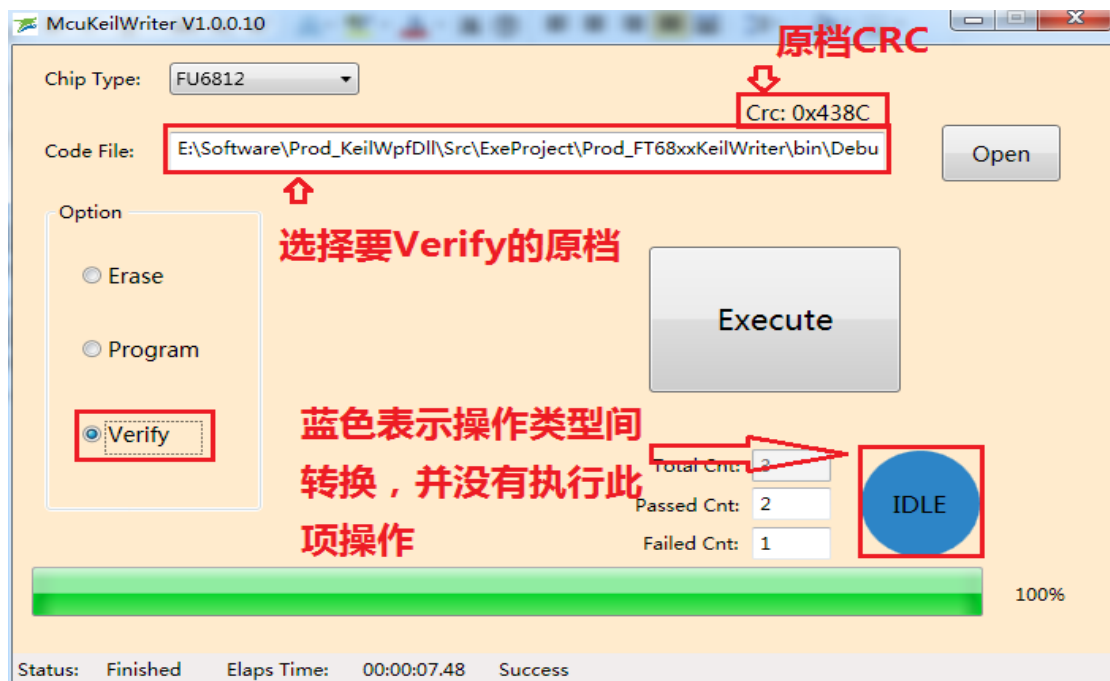 McuKeilWriter V1.0.0.10
原档CRC
Chip Type: FU6812
Crc: 0x438C
Code File: E:\Software\Prod_KeilWpfDll\Src\ExeProject\Prod_FT68xxKeilWriter\bin\Debu Open
Option
选择要Verify的原档
Erase
Execute
Program
Verify
蓝色表示操作类型间
转换，并没有执行此
项操作
Total Cnt: 3
Passed Cnt: 2
IDLE
Failed Cnt: 1
100%
Status: Finished Elaps Time: 00:00:07.48 Success